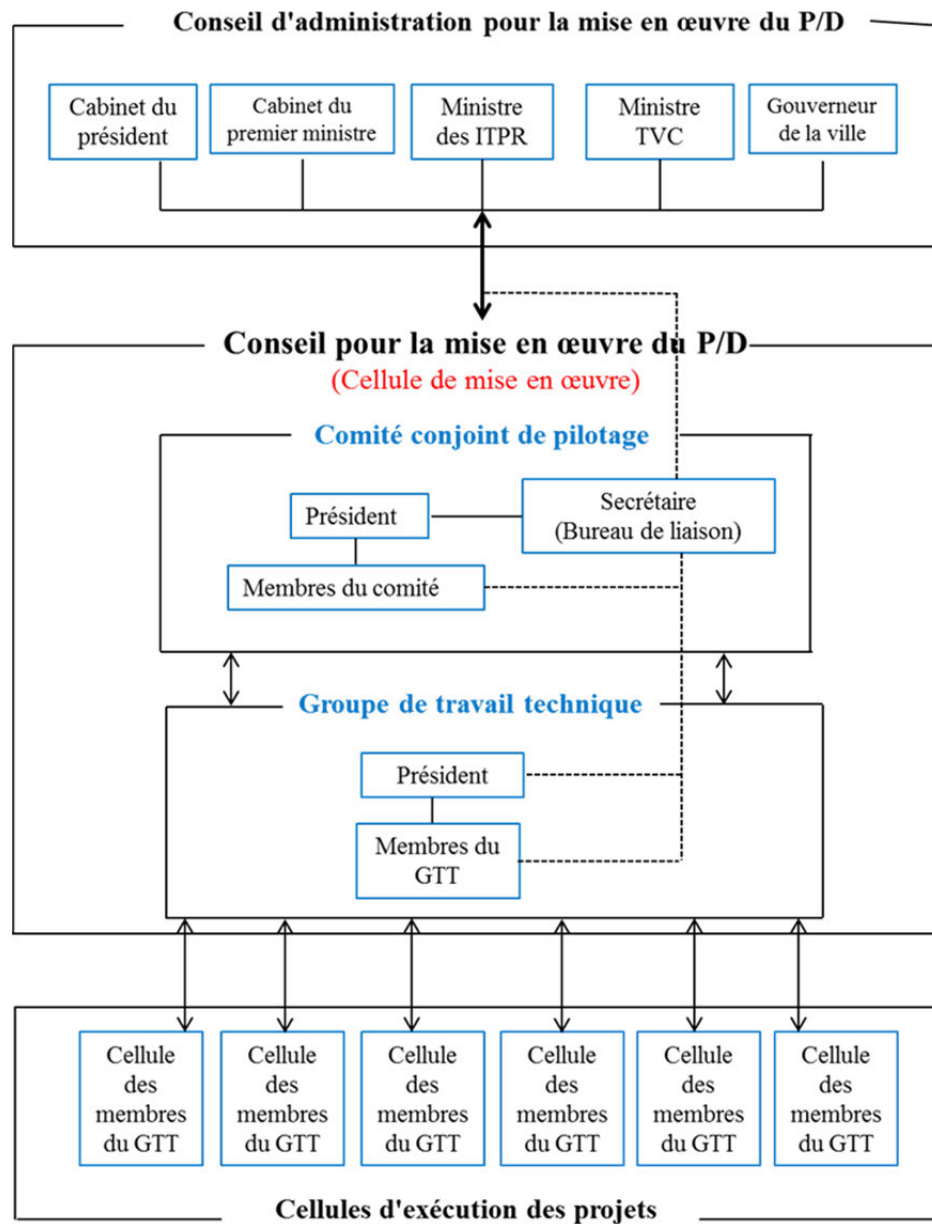 Conseil d'administration pour la mise en œuvre du P/D
Cabinet du
président
Cabinet du
premier ministre
Ministre
des ITPR
Ministre
TVC
Gouverneur
de la ville
Conseil pour la mise en œuvre du P/D
(Cellule de mise en œuvre)
Comité conjoint de pilotage
Président
Secrétaire
(Bureau de liaison)
Membres du comité
Groupe de travail technique
Président
Membres du
GTT
Cellule
des
membres
du GTT
Cellule
des
membres
du GTT
Cellule
des
membres
du GTT
Cellule
des
membres
du GTT
Cellule
des
membres
du GTT
Cellule
des
membres
du GTT
Cellules d'exécution des projets